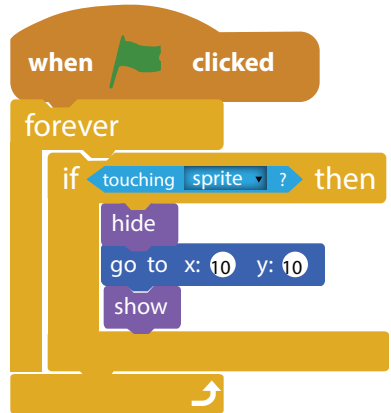 when clicked
forever
if touching sprite ? then
hide
go to x: 10 y: 10
show